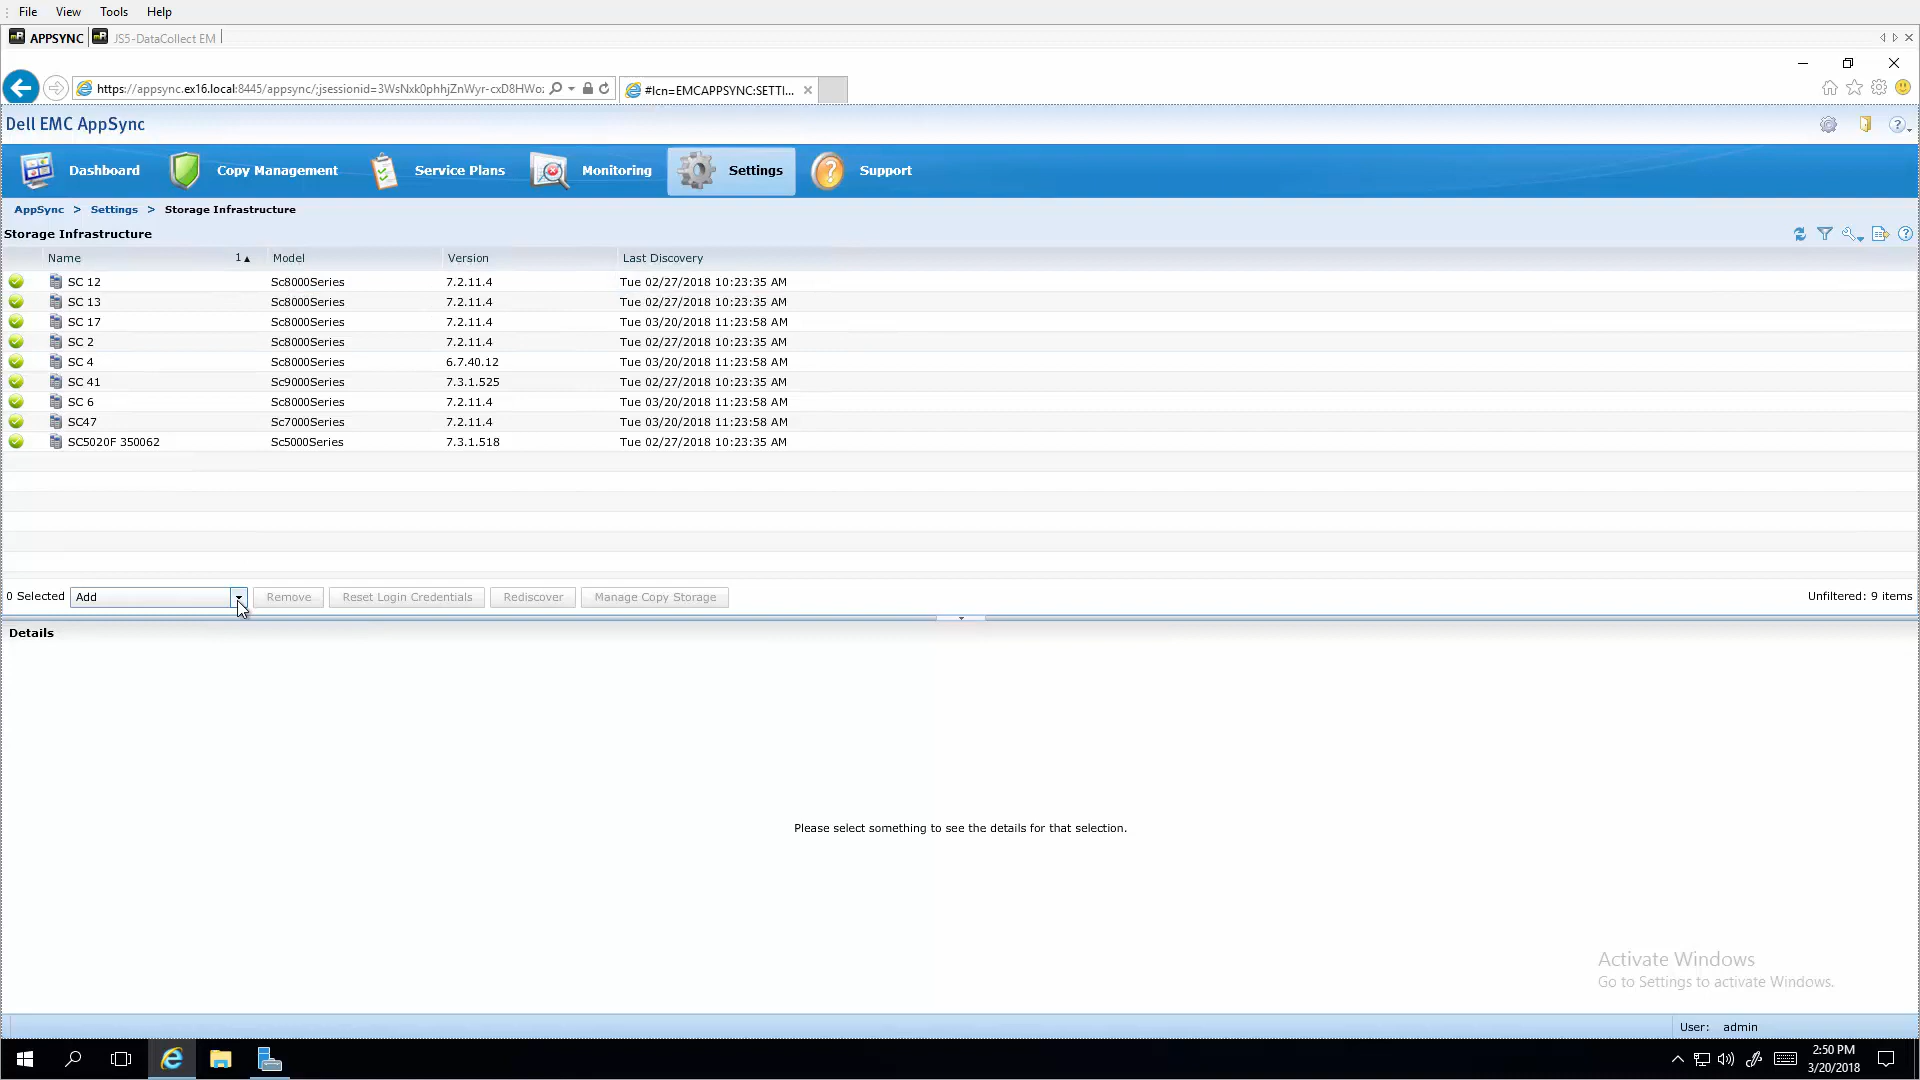 File View Tools Help
APPSYNC JS5-DataCollect EM
https://appsync.ex16.local:8445/appsync/;jsessionid=3WsNxk0phhjZnWyr-cxD8HWo: #lcn=EMCAPPSYNC:SETTI...
Dell EMC AppSync
Dashboard Copy Management Service Plans Monitoring Settings Support
AppSync > Settings > Storage Infrastructure
Storage Infrastructure
Name 1 Model Version Last Discovery
SC 12 Sc8000Series 7.2.11.4 Tue 02/27/2018 10:23:35 AM
SC 13 Sc8000Series 7.2.11.4 Tue 02/27/2018 10:23:35 AM
SC 17 Sc8000Series 7.2.11.4 Tue 03/20/2018 11:23:58 AM
SC 2 Sc8000Series 7.2.11.4 Tue 02/27/2018 10:23:35 AM
SC 4 Sc8000Series 6.7.40.12 Tue 03/20/2018 11:23:58 AM
SC 41 Sc9000Series 7.3.1.525 Tue 02/27/2018 10:23:35 AM
SC 6 Sc8000Series 7.2.11.4 Tue 03/20/2018 11:23:58 AM
SC47 Sc7000Series 7.2.11.4 Tue 03/20/2018 11:23:58 AM
SC5020F 350062 Sc5000Series 7.3.1.518 Tue 02/27/2018 10:23:35 AM
0 Selected Add Remove Reset Login Credentials Rediscover Manage Copy Storage Unfiltered: 9 items
Details
Please select something to see the details for that selection.
Activate Windows
Go to Settings to activate Windows.
User: admin
2:50 PM
3/20/2018